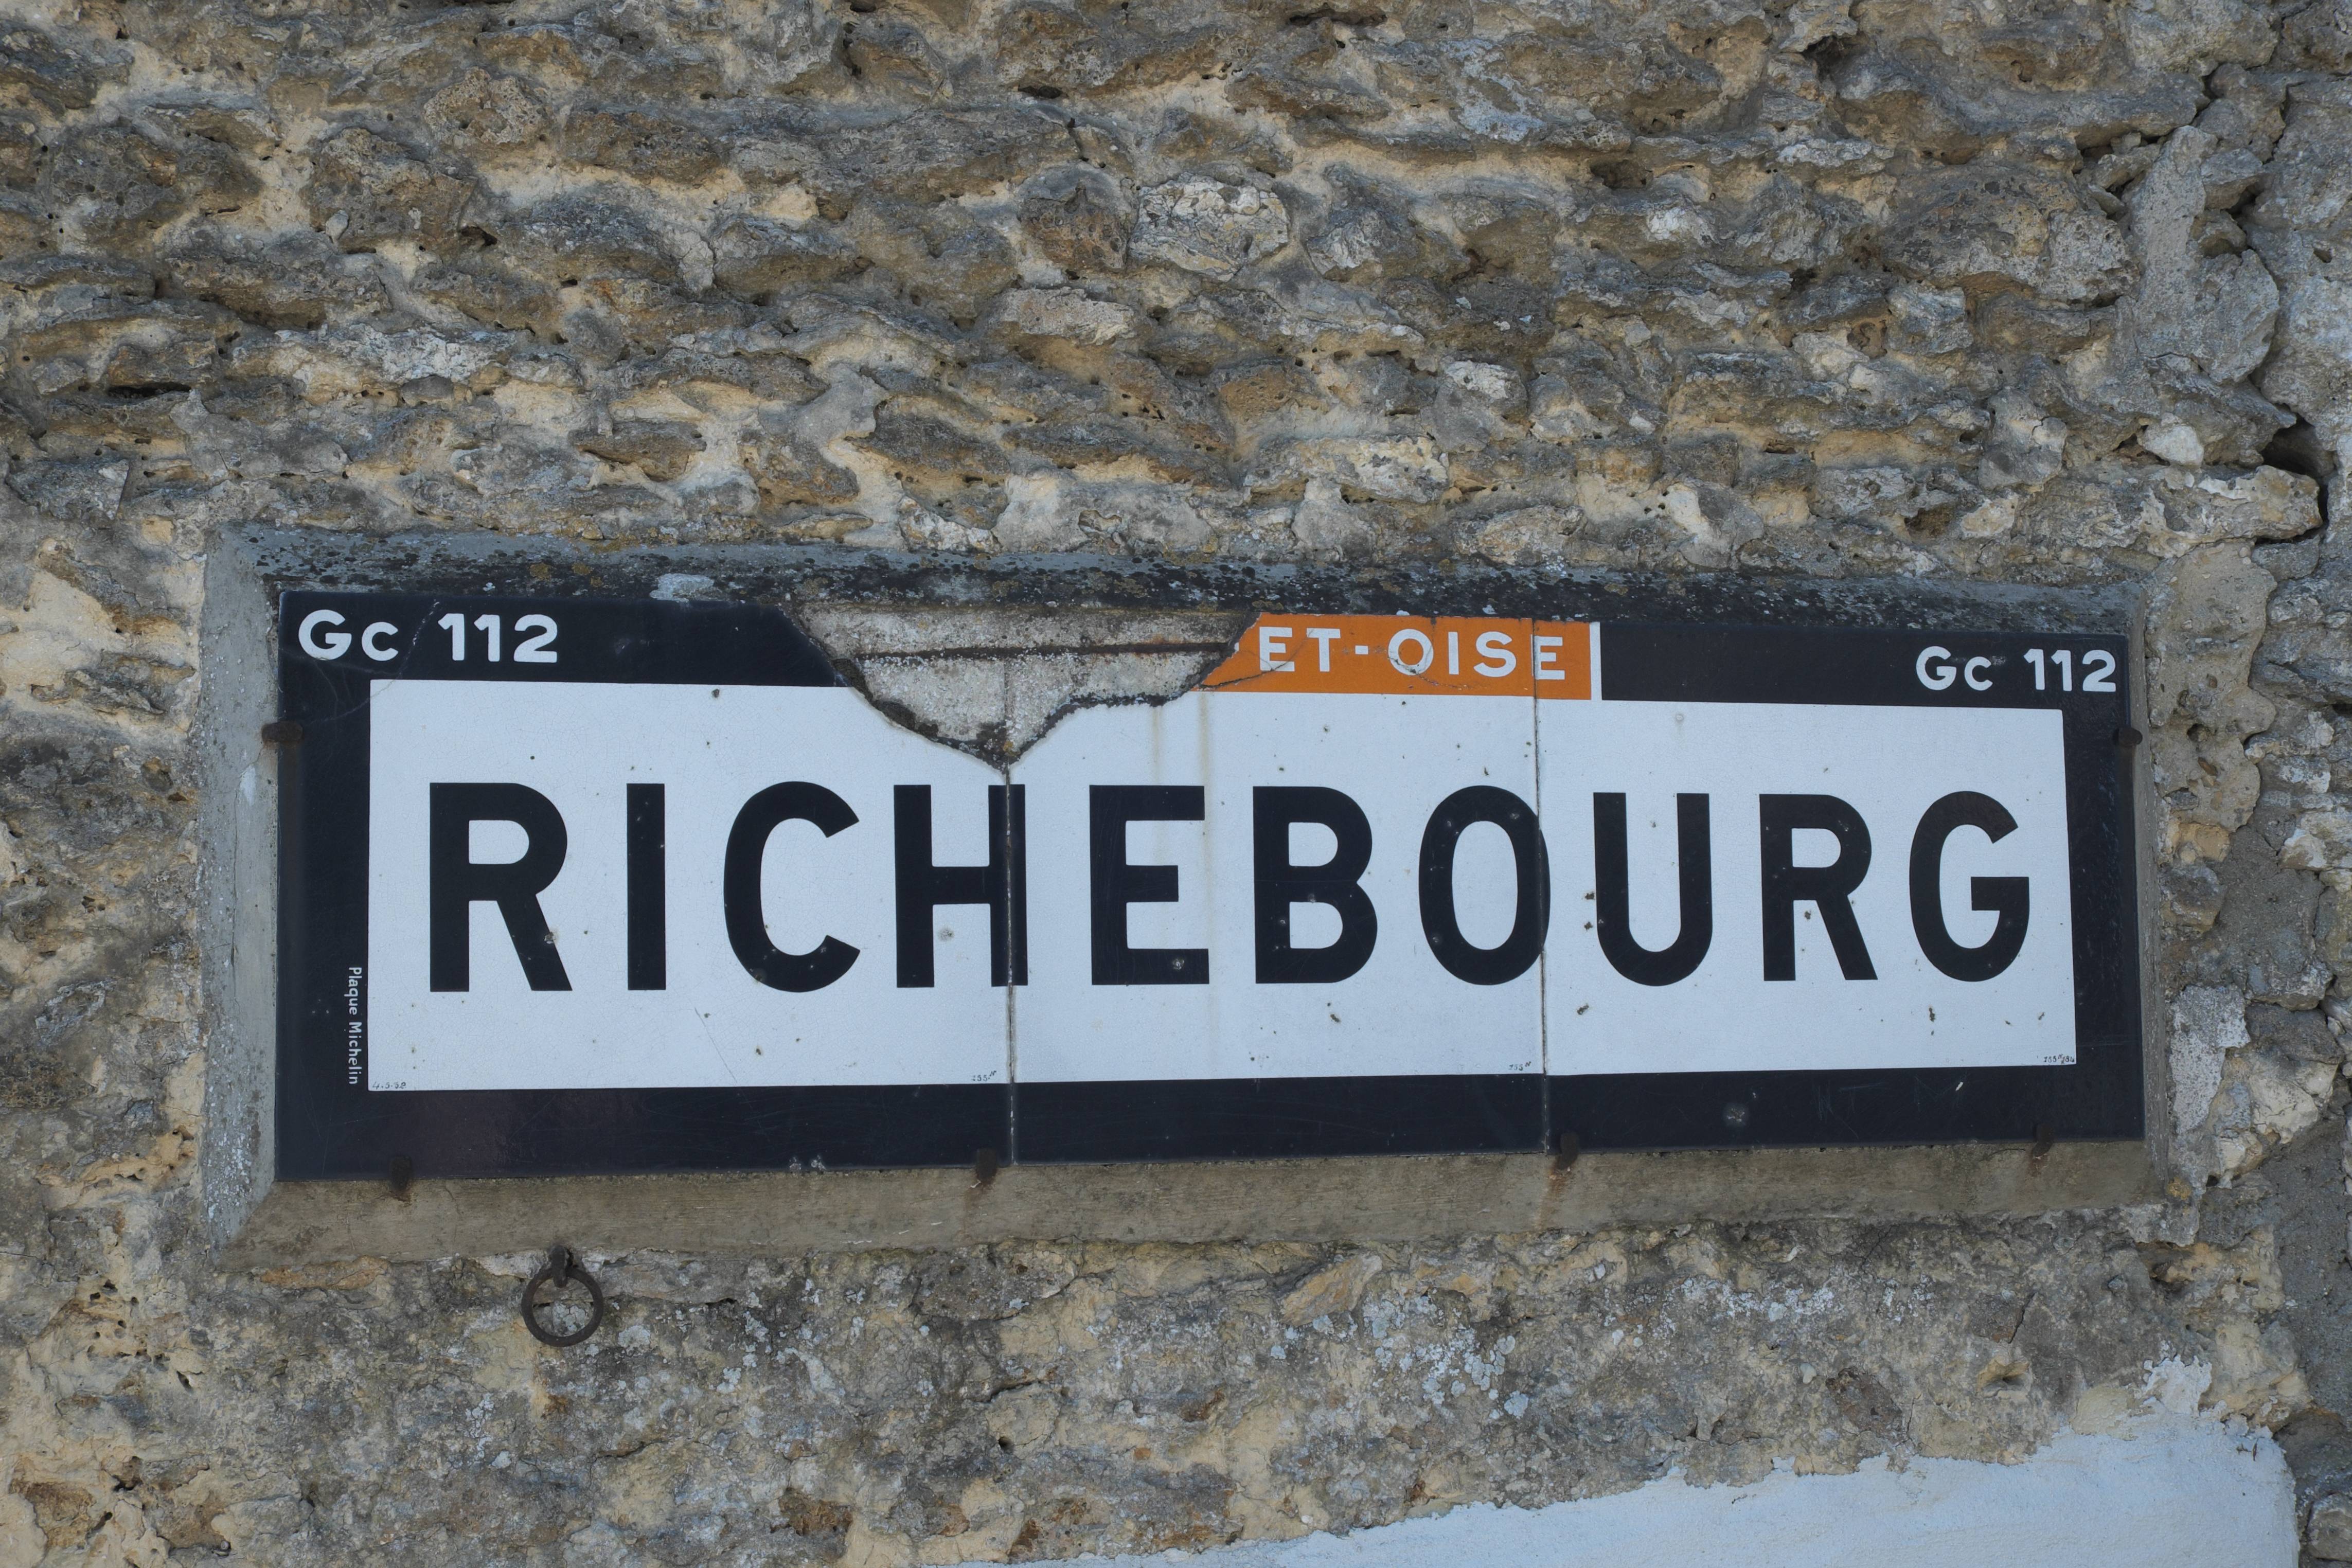 Gc 112
-ET-OISE
Gc 112
RICHEBOURG
Plaque Michelin